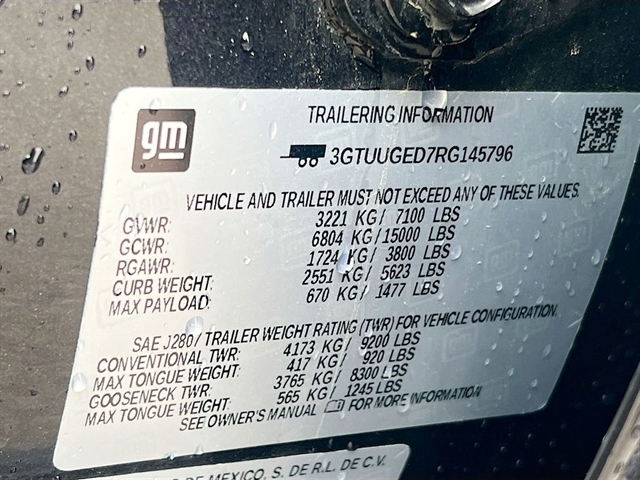 gm
TRAILERING INFORMATION
3GTUUGED7RG145796
VEHICLE AND TRAILER MUST NOT EXCEED ANY OF THESE VALUES.
GVWR: 3221 KG / 7100 LBS
GCWR: 6804 KG / 15000 LBS
RGAWR: 1724 KG / 3800 LBS
CURB WEIGHT: 2551 KG / 5623 LBS
MAX PAYLOAD: 670 KG / 1477 LBS
SAE J2807 TRAILER WEIGHT RATING (TWR) FOR VEHICLE CONFIGURATION.
CONVENTIONAL TWR: 4173 KG / 9200 LBS
MAX TONGUE WEIGHT: 417 KG / 920 LBS
GOOSENECK TWR: 3765 KG / 8300 LBS
MAX TONGUE WEIGHT: 565 KG / 1245 LBS
SEE OWNER'S MANUAL FOR MORE INFORMATION
DE MEXICO, S. DE R.L. DE C.V.